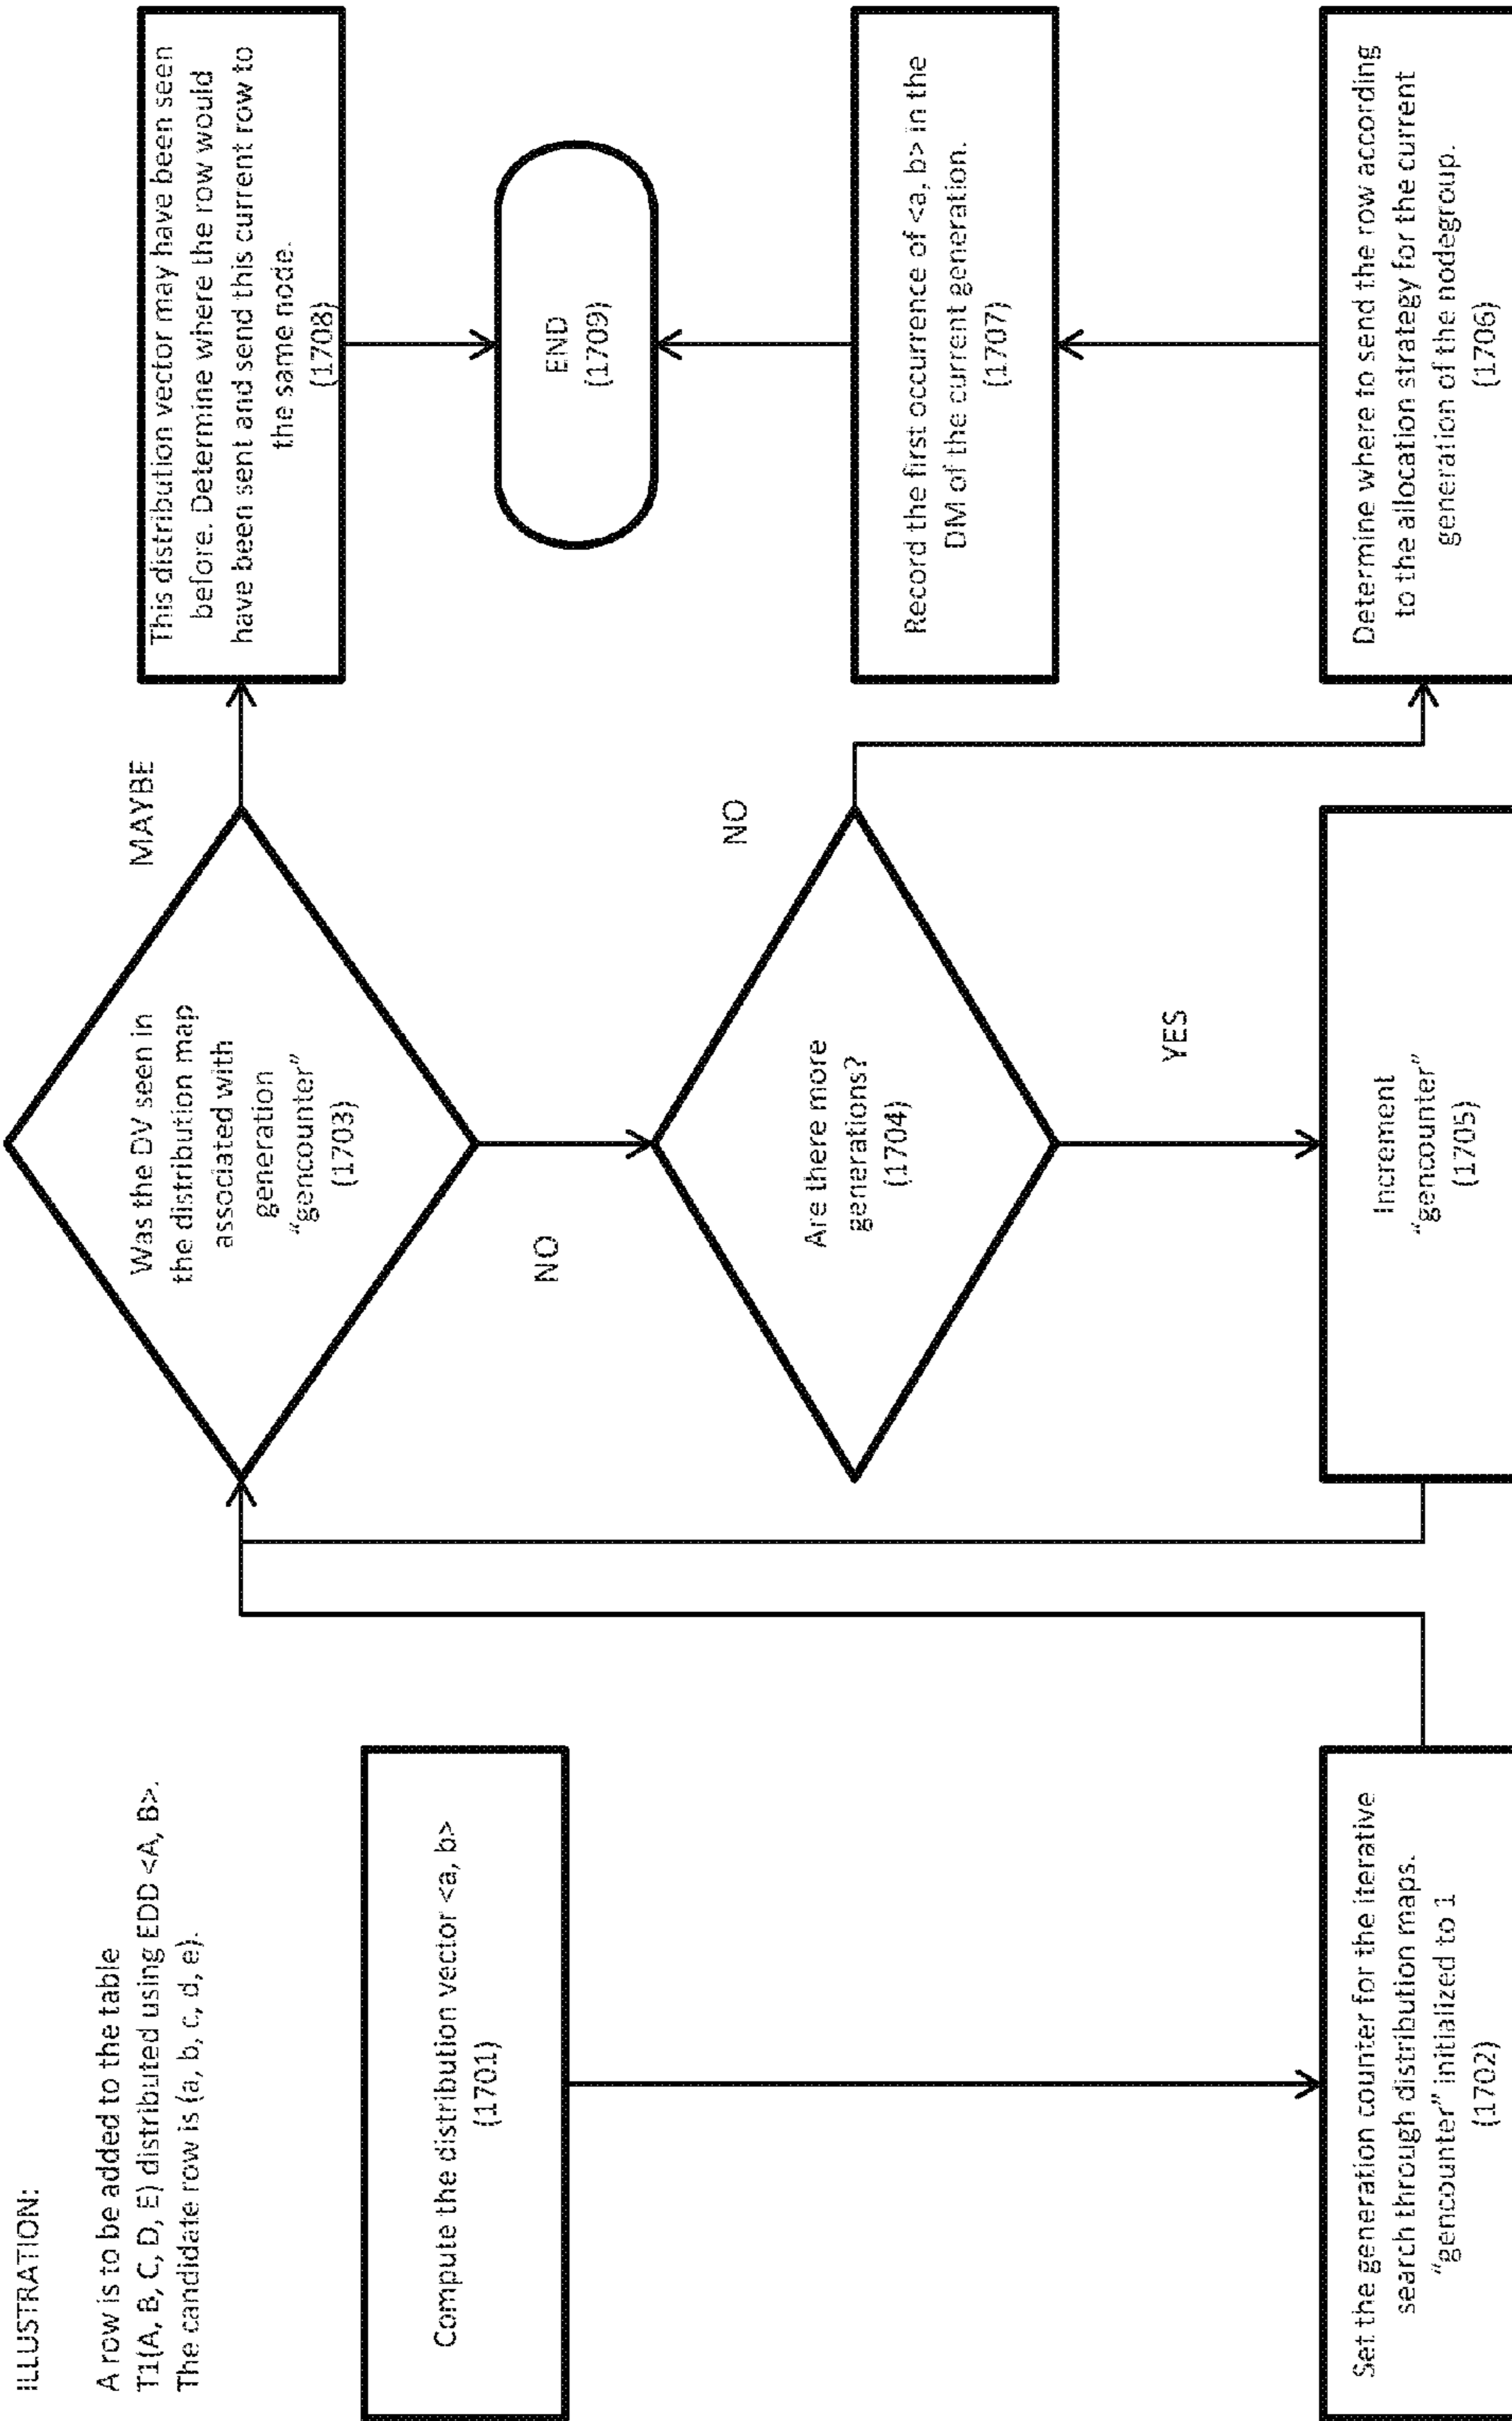 ILLUSTRATION:
A row is to be added to the table
T1(A, B, C, D, E) distributed using EDD <A, B>.
The candidate row is (a, b, c, d, e).
Compute the distribution vector <a, b>
(1701)
Set the generation counter for the iterative
search through distribution maps.
"gencounter" initialized to 1
(1702)
Was the DV seen in
the distribution map
associated with
generation
"gencounter"
(1703)
MAYBE
NO
Are there more
generations?
(1704)
NO
YES
Increment
"gencounter"
(1705)
This distribution vector may have been seen
before. Determine where the row would
have been sent and send this current row to
the same node.
(1708)
END
(1709)
Record the first occurrence of <a, b> in the
DM of the current generation.
(1707)
Determine where to send the row according
to the allocation strategy for the current
generation of the nodegroup.
(1706)